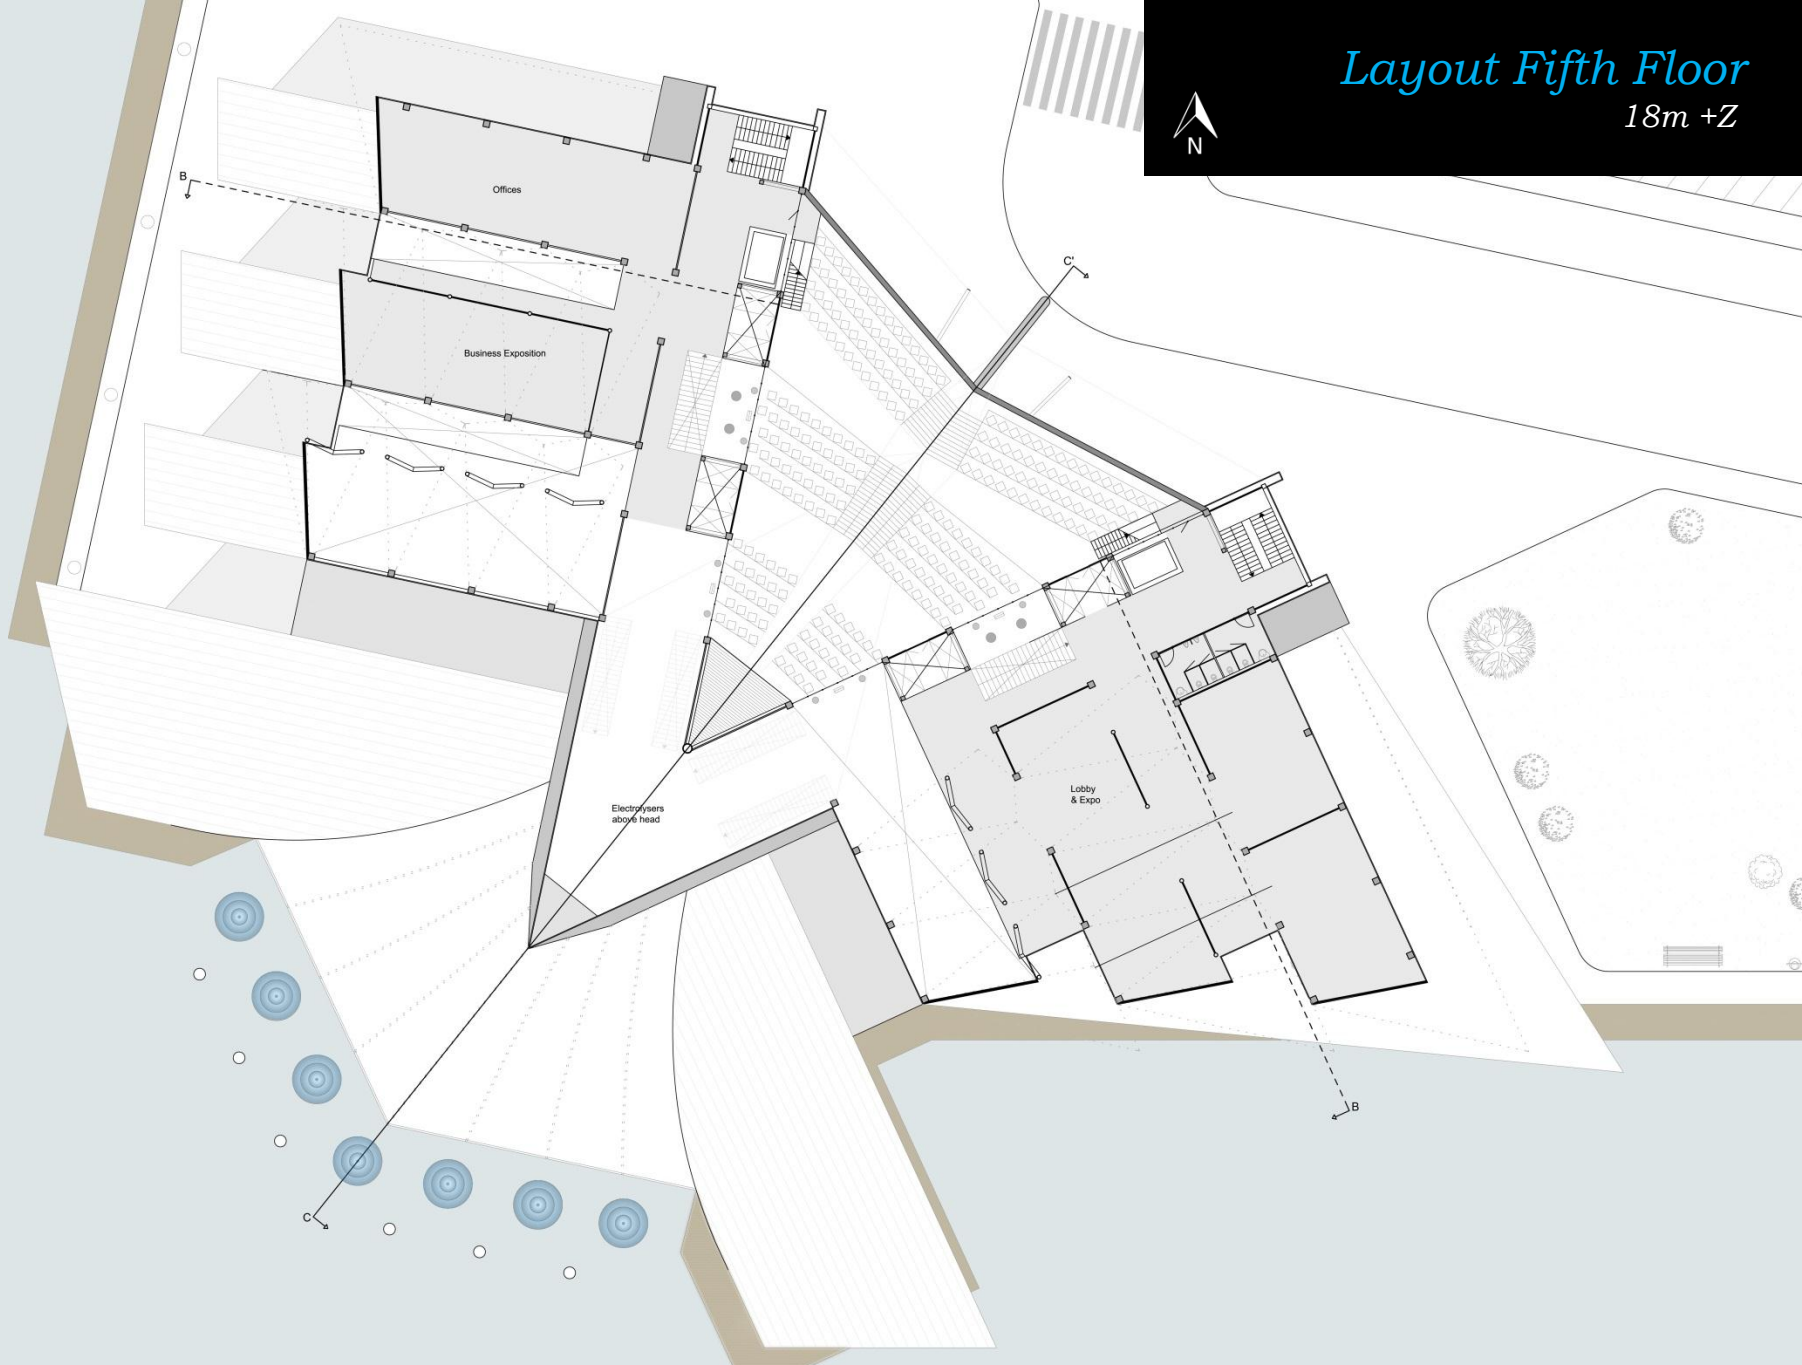 Layout Fifth Floor
18m +Z
N
B
Offices
C'
Business Exposition
Lobby
& Expo
Electrolysers
above head
B
C